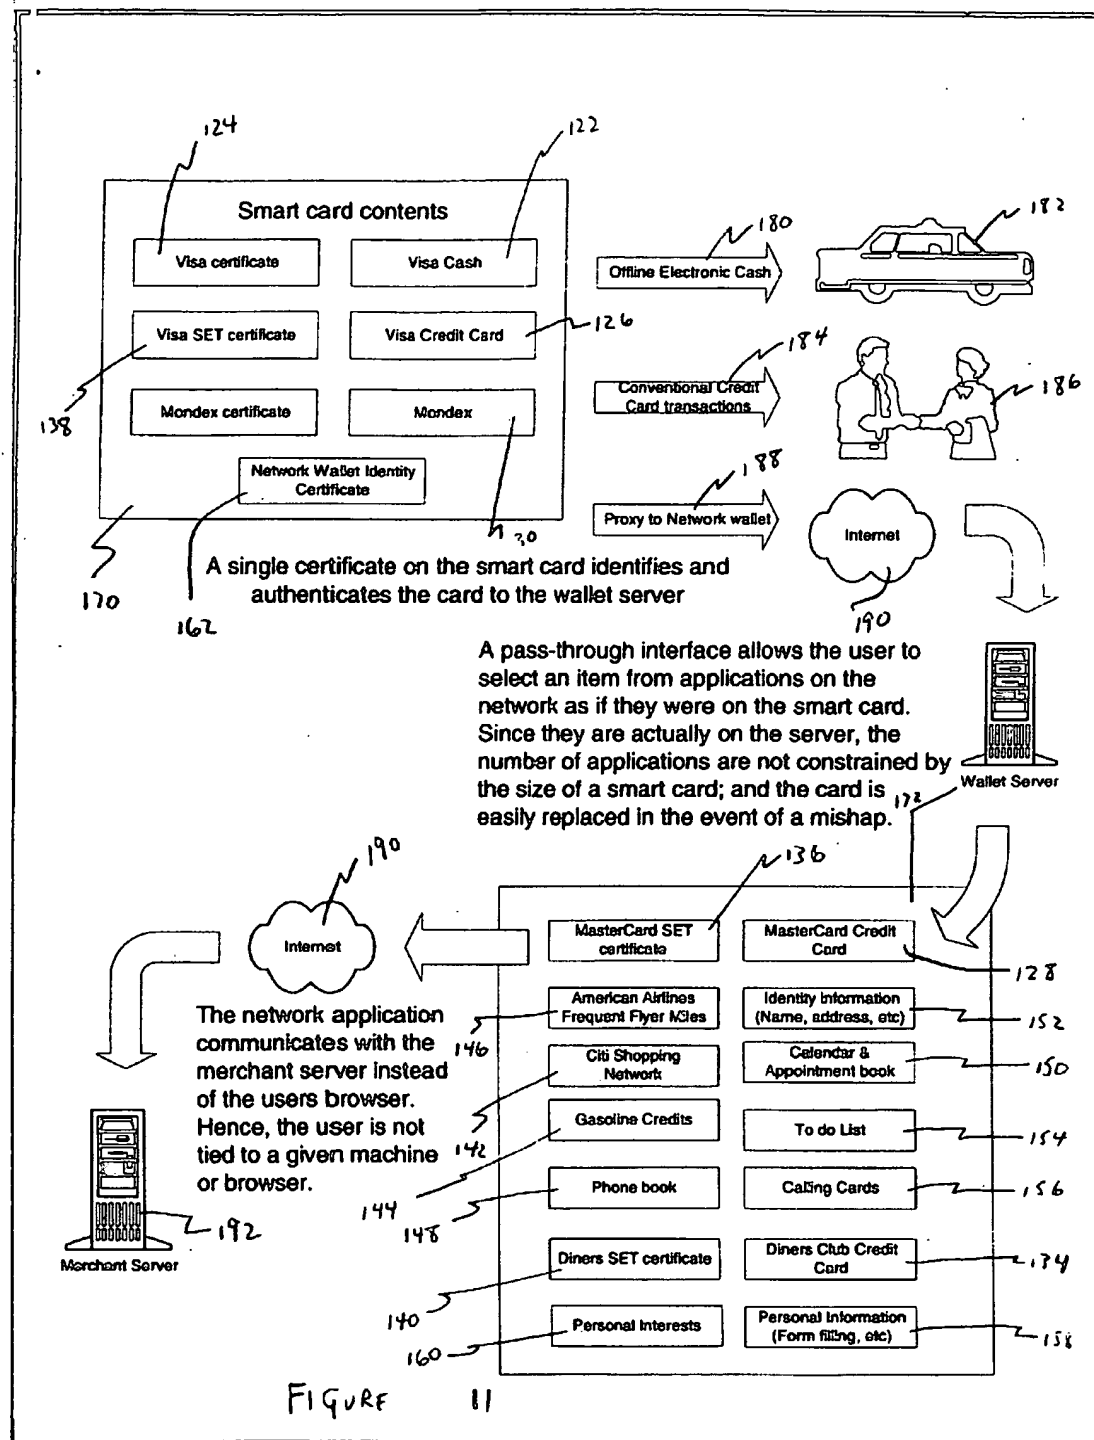 124
122
Smart card contents
Visa certificate
Visa Cash
180
Offline Electronic Cash
182
Visa SET certificate
Visa Credit Card
126
184
Conventional Credit
Card transactions
186
138
Mondex certificate
Mondex
Network Wallet Identity
Certificate
188
Proxy to Network wallet
Internet
170
162
30
A single certificate on the smart card identifies and
authenticates the card to the wallet server
190
A pass-through interface allows the user to
select an item from applications on the
network as if they were on the smart card.
Since they are actually on the server, the
number of applications are not constrained by
the size of a smart card; and the card is
easily replaced in the event of a mishap.
172
Wallet Server
190
136
Internet
MasterCard SET
certificate
MasterCard Credit
Card
128
The network application
communicates with the
merchant server instead
of the users browser.
Hence, the user is not
tied to a given machine
or browser.
American Airlines
Frequent Flyer Miles
146
Identity Information
(Name, address, etc)
152
Citi Shopping
Network
142
Calendar &
Appointment book
150
Gasoline Credits
144
To do List
154
Phone book
148
Calling Cards
156
192
Merchant Server
Diners SET certificate
140
Diners Club Credit
Card
134
Personal Interests
160
Personal Information
(Form filling, etc)
158
FIGURE 11